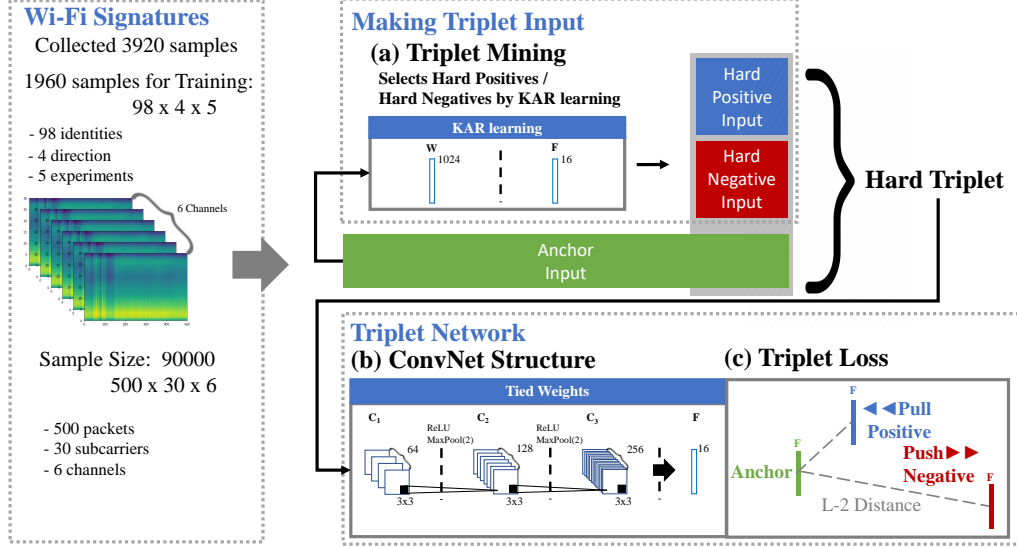 Wi-Fi Signatures
Collected 3920 samples
1960 samples for Training:
98 x 4 x 5
- 98 identities
- 4 direction
- 5 experiments
6 Channels
Sample Size: 90000
500 x 30 x 6
- 500 packets
- 30 subcarriers
- 6 channels
Making Triplet Input
(a) Triplet Mining
Selects Hard Positives /
Hard Negatives by KAR learning
KAR learning
W
1024
F
16
Hard
Positive
Input
Hard
Negative
Input
Anchor
Input
Hard Triplet
Triplet Network
(b) ConvNet Structure
Tied Weights
C1
64
ReLU
MaxPool(2)
C2
128
ReLU
MaxPool(2)
C3
256
F
16
3x3
3x3
3x3
(c) Triplet Loss
F
◄◄Pull
Positive
Push►►
Negative
F
Anchor
F
L-2 Distance